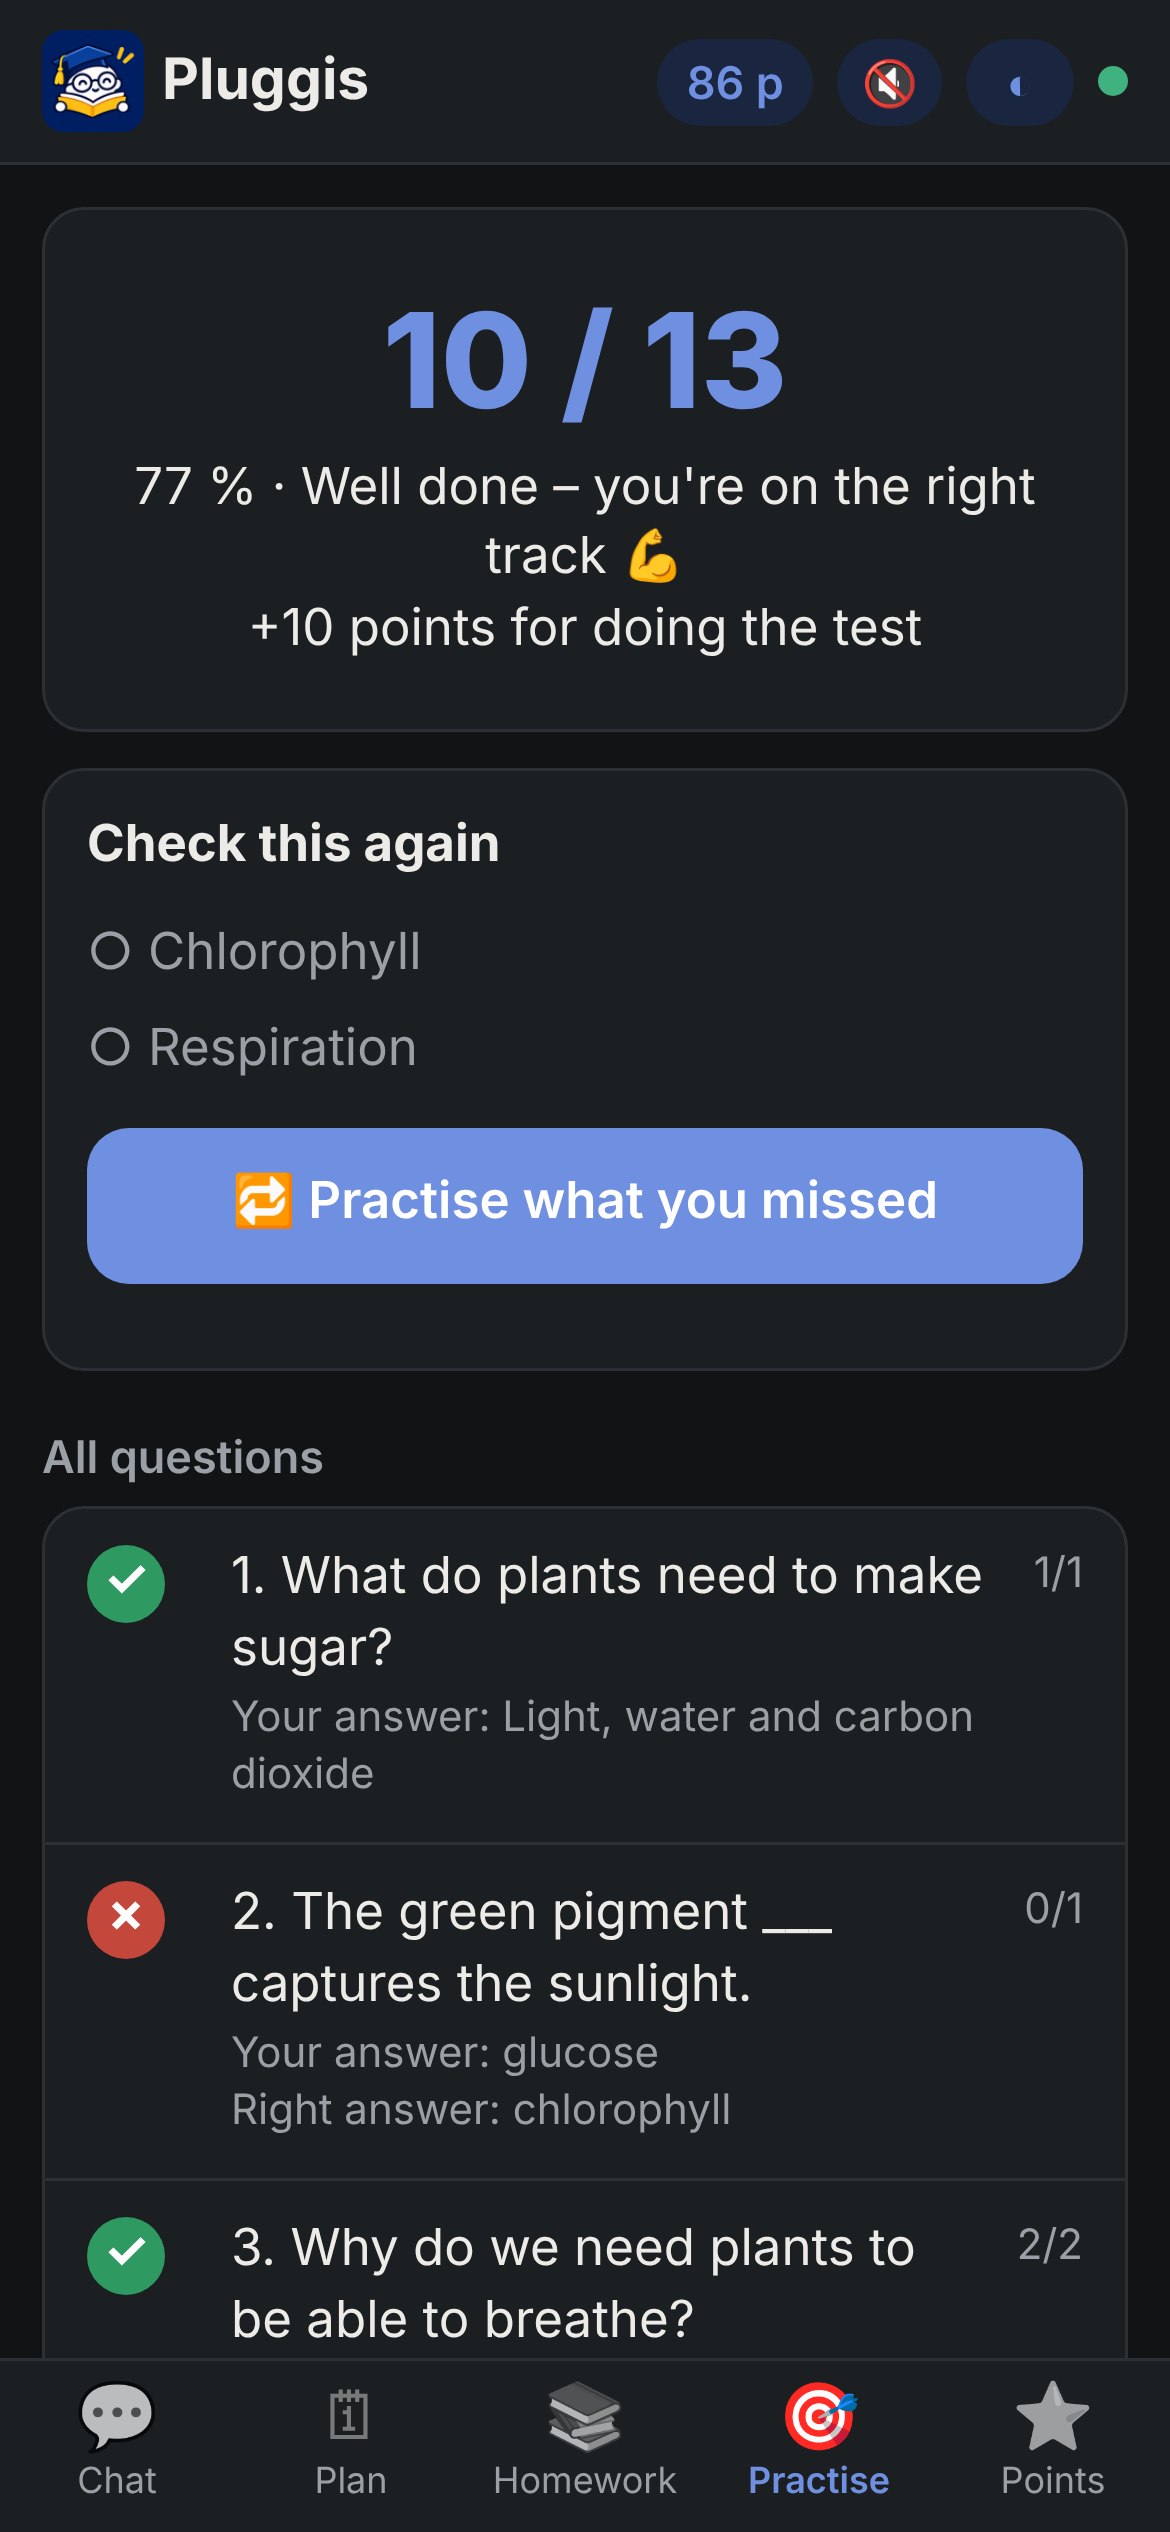 Pluggis
86 p
10 / 13
77 % · Well done – you're on the right
track 💪
+10 points for doing the test
Check this again
○ Chlorophyll
○ Respiration
🔁 Practise what you missed
All questions
1. What do plants need to make
sugar?
1/1
Your answer: Light, water and carbon
dioxide
2. The green pigment ___
captures the sunlight.
0/1
Your answer: glucose
Right answer: chlorophyll
3. Why do we need plants to
be able to breathe?
2/2
Chat
Plan
Homework
Practise
Points